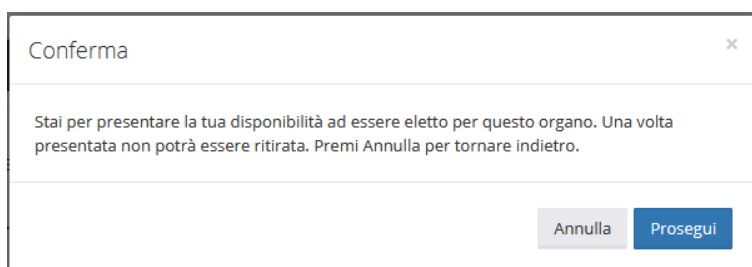 Conferma
×
Stai per presentare la tua disponibilità ad essere eletto per questo organo. Una volta
presentata non potrà essere ritirata. Premi Annulla per tornare indietro.
Annulla Prosegui